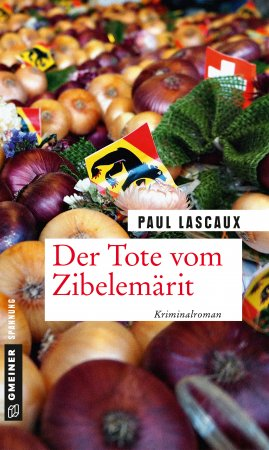 PAUL LASCAUX
Der Tote vom
Zibelemärit
Kriminalroman
GMEINER SPANNUNG